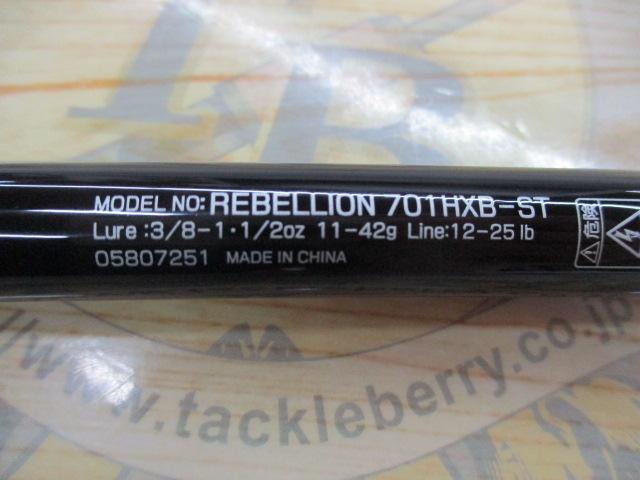 TB
MODEL NO: REBELLION 701HXB-ST
Lure :3/8-1・1/2oz 11-42g Line:12-25 lb
05807251 MADE IN CHINA
危険
://www.tackleberry.co.jp